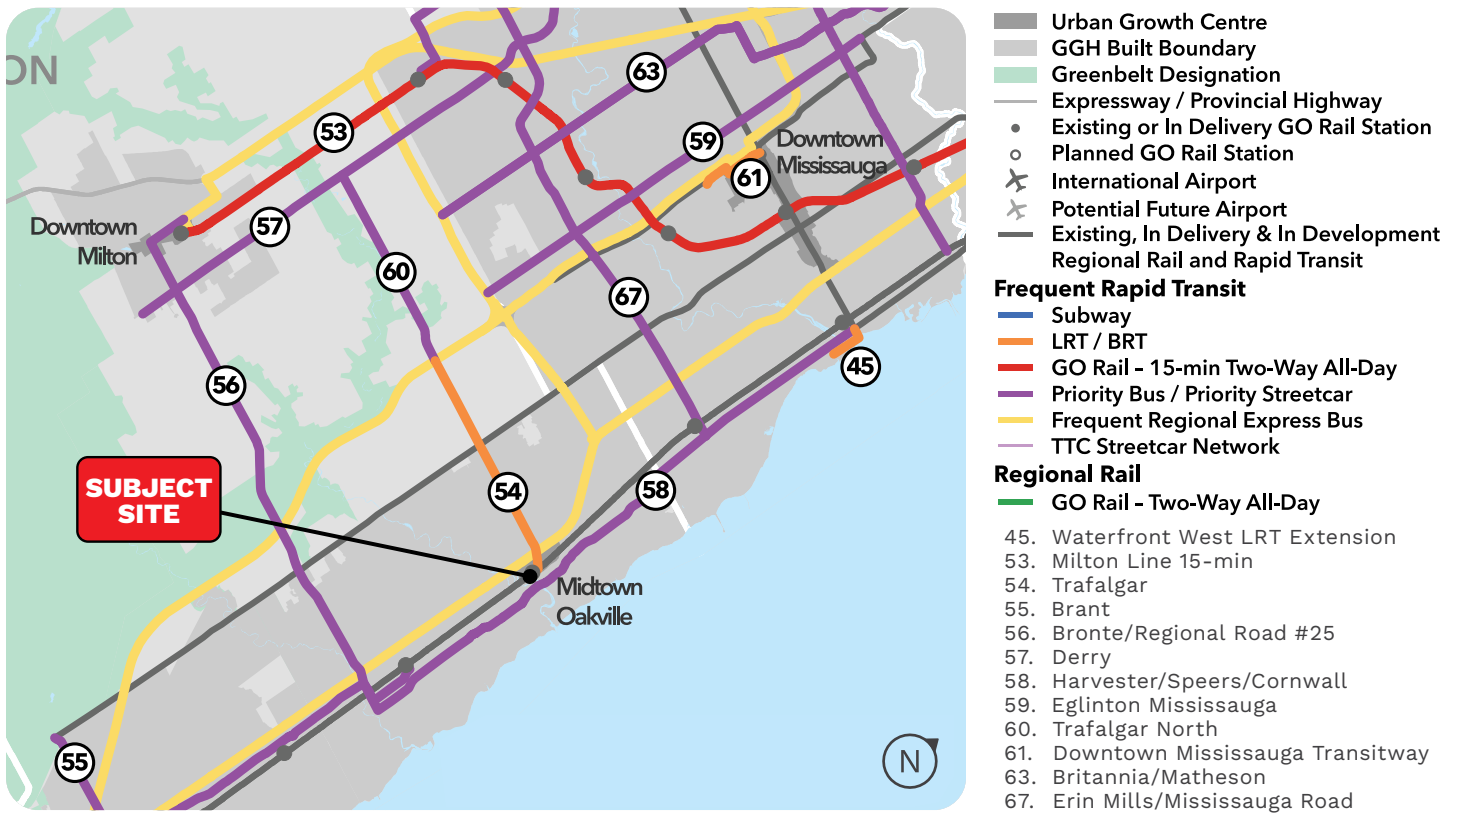 ON
63
53
59
Downtown
Mississauga
61
Downtown
Milton
57
60
67
56
45
SUBJECT
SITE
54
58
Midtown
Oakville
55
N
Urban Growth Centre
GGH Built Boundary
Greenbelt Designation
Expressway / Provincial Highway
Existing or In Delivery GO Rail Station
Planned GO Rail Station
International Airport
Potential Future Airport
Existing, In Delivery & In Development
Regional Rail and Rapid Transit
Frequent Rapid Transit
Subway
LRT / BRT
GO Rail – 15-min Two-Way All-Day
Priority Bus / Priority Streetcar
Frequent Regional Express Bus
TTC Streetcar Network
Regional Rail
GO Rail – Two-Way All-Day
45. Waterfront West LRT Extension
53. Milton Line 15-min
54. Trafalgar
55. Brant
56. Bronte/Regional Road #25
57. Derry
58. Harvester/Speers/Cornwall
59. Eglinton Mississauga
60. Trafalgar North
61. Downtown Mississauga Transitway
63. Britannia/Matheson
67. Erin Mills/Mississauga Road